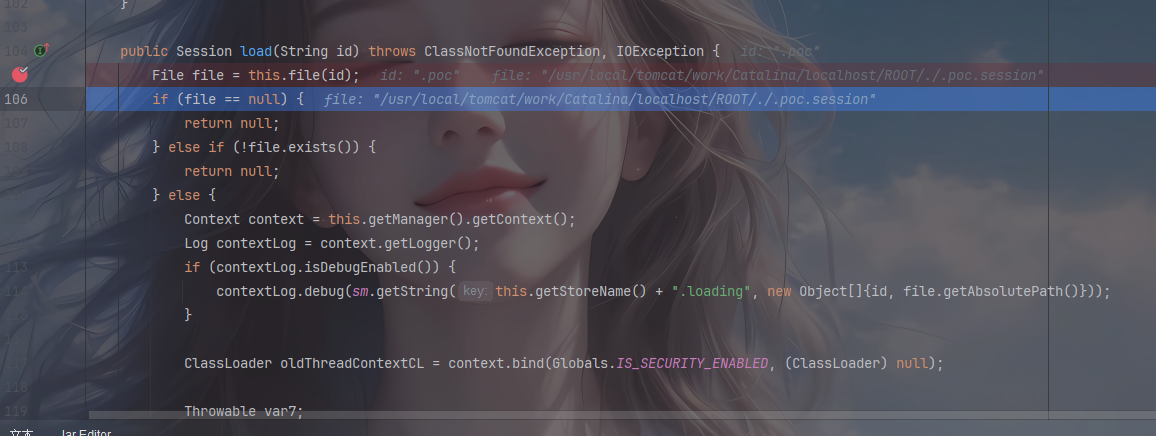 102 }
105
104 public Session load(String id) throws ClassNotFoundException, IOException { id: ".poc"
File file = this.file(id); id: ".poc" file: "/usr/local/tomcat/work/Catalina/localhost/ROOT/./.poc.session"
106 if (file == null) { file: "/usr/local/tomcat/work/Catalina/localhost/ROOT/./.poc.session"
107 return null;
108 } else if (!file.exists()) {
return null;
} else {
Context context = this.getManager().getContext();
Log contextLog = context.getLogger();
113 if (contextLog.isDebugEnabled()) {
114 contextLog.debug(sm.getString( key: this.getStoreName() + ".loading", new Object[]{id, file.getAbsolutePath()}));
}
ClassLoader oldThreadContextCL = context.bind(Globals.IS_SECURITY_ENABLED, (ClassLoader) null);
118
119 Throwable var7;
文本 Jar Editor